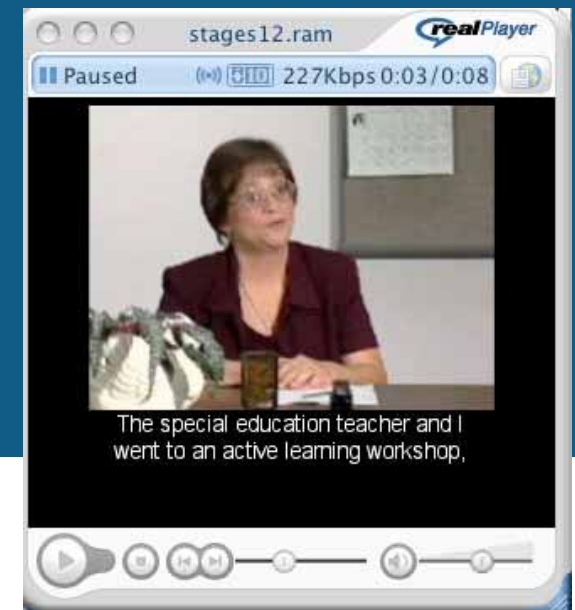 stages12.ram
realPlayer
Paused
227Kbps 0:03/0:08
The special education teacher and I
went to an active learning workshop,